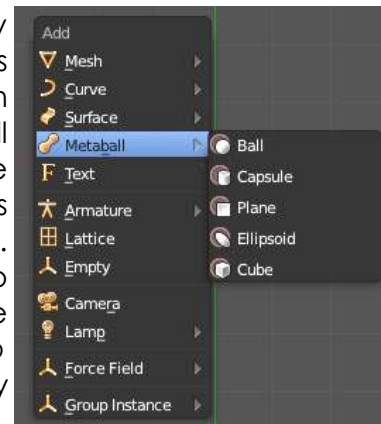 Add
Mesh
Curve
Surface
Metaball
Text
Armature
Lattice
Empty
Camera
Lamp
Force Field
Group Instance
Ball
Capsule
Plane
Ellipsoid
Cube